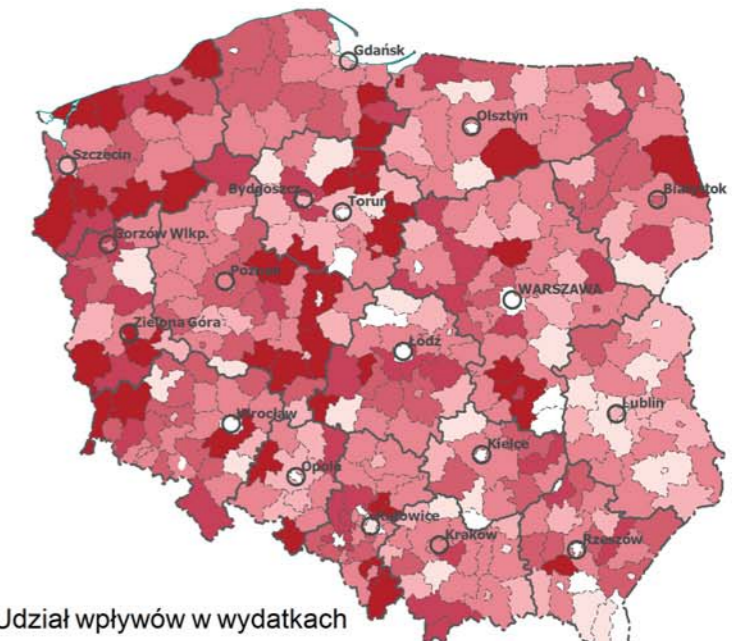 Gdańsk
Olsztyn
Szczecin
Białystok
Bydgoszcz
Toruń
Gorzów Wlkp.
Poznań
WARSZAWA
Zielona Góra
Łódź
Wrocław
Lublin
Kielce
Opole
Katowice
Kraków
Rzeszów
Udział wpływów w wydatkach